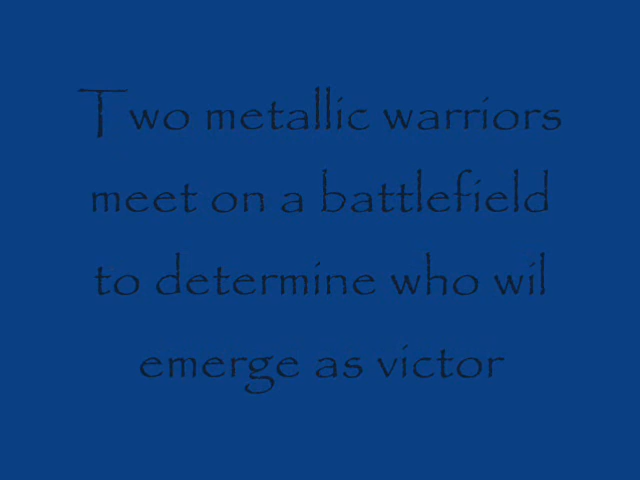 Two metallic warriors
meet on a battlefield
to determine who wil
emerge as victor